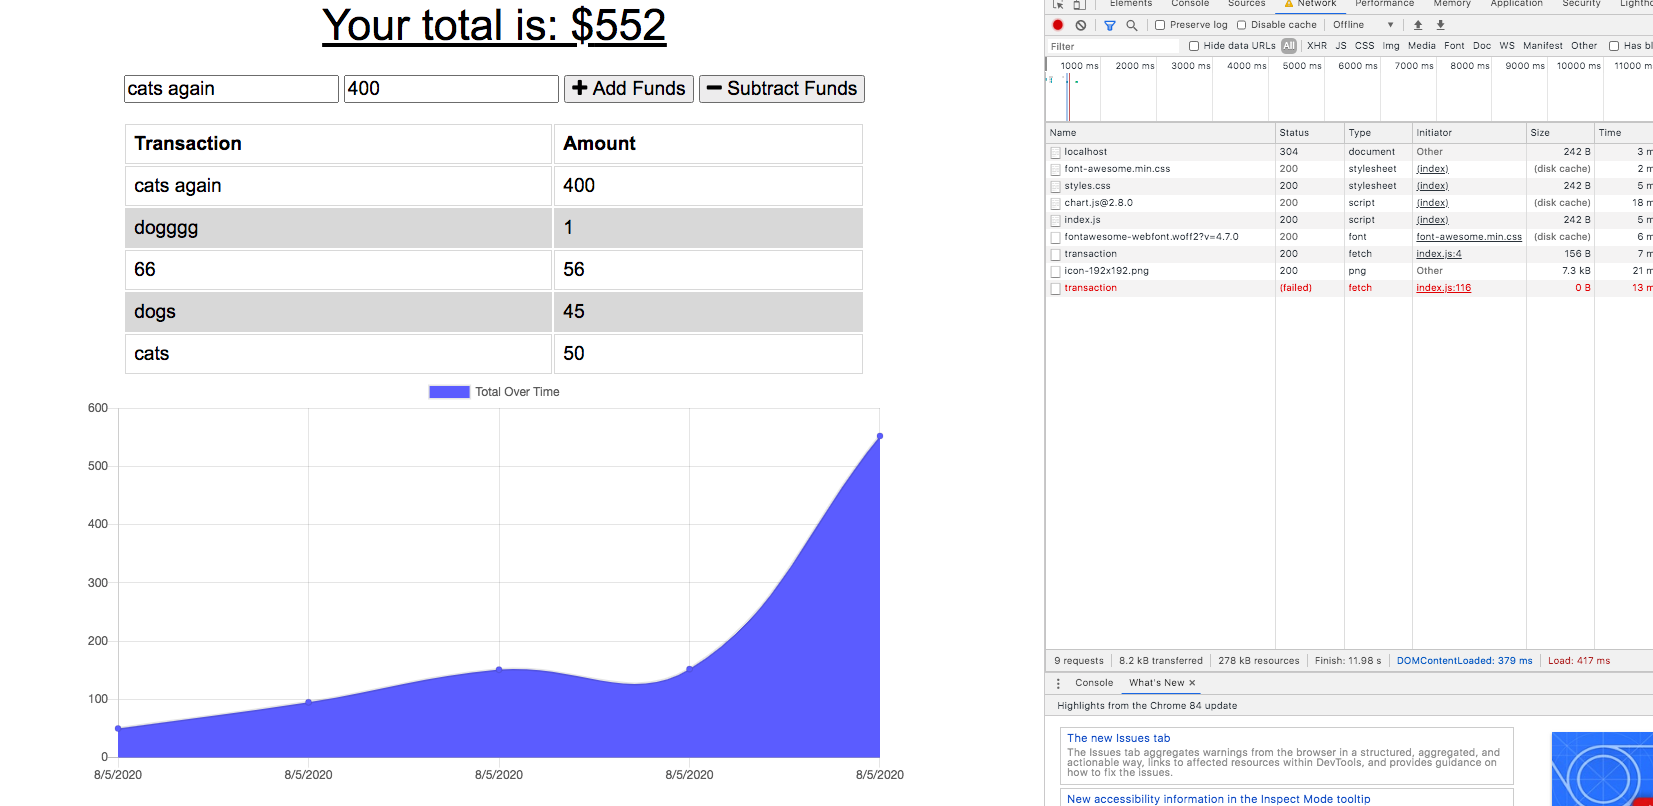 Your total is: $552
cats again 400 Add Funds Subtract Funds
Transaction Amount
cats again 400
dogggg 1
66 56
dogs 45
cats 50
Total Over Time
600
500
400
300
200
100
0
8/5/2020 8/5/2020 8/5/2020 8/5/2020 8/5/2020
Elements Console Sources Network Performance Memory Application Security Lighth
Preserve log Disable cache Offline
Filter Hide data URLs All XHR JS CSS Img Media Font Doc WS Manifest Other Has bl
1000 ms 2000 ms 3000 ms 4000 ms 5000 ms 6000 ms 7000 ms 8000 ms 9000 ms 10000 ms 11000 m
Name Status Type Initiator Size Time
localhost 304 document Other 242 B 3 m
font-awesome.min.css 200 stylesheet (index) (disk cache) 2 m
styles.css 200 stylesheet (index) 242 B 5 m
chart.js@2.8.0 200 script (index) (disk cache) 18 m
index.js 200 script (index) 242 B 5 m
fontawesome-webfont.woff2?v=4.7.0 200 font font-awesome.min.css (disk cache) 6 m
transaction 200 fetch index.js:4 156 B 7 m
icon-192x192.png 200 png Other 7.3 kB 21 m
transaction (failed) fetch index.js:116 0 B 13 m
9 requests 8.2 kB transferred 278 kB resources Finish: 11.98 s DOMContentLoaded: 379 ms Load: 417 ms
Console What's New ×
Highlights from the Chrome 84 update
The new Issues tab
The Issues tab aggregates warnings from the browser in a structured, aggregated, and
actionable way, links to affected resources within DevTools, and provides guidance on
how to fix the issues.
New accessibility information in the Inspect Mode tooltip